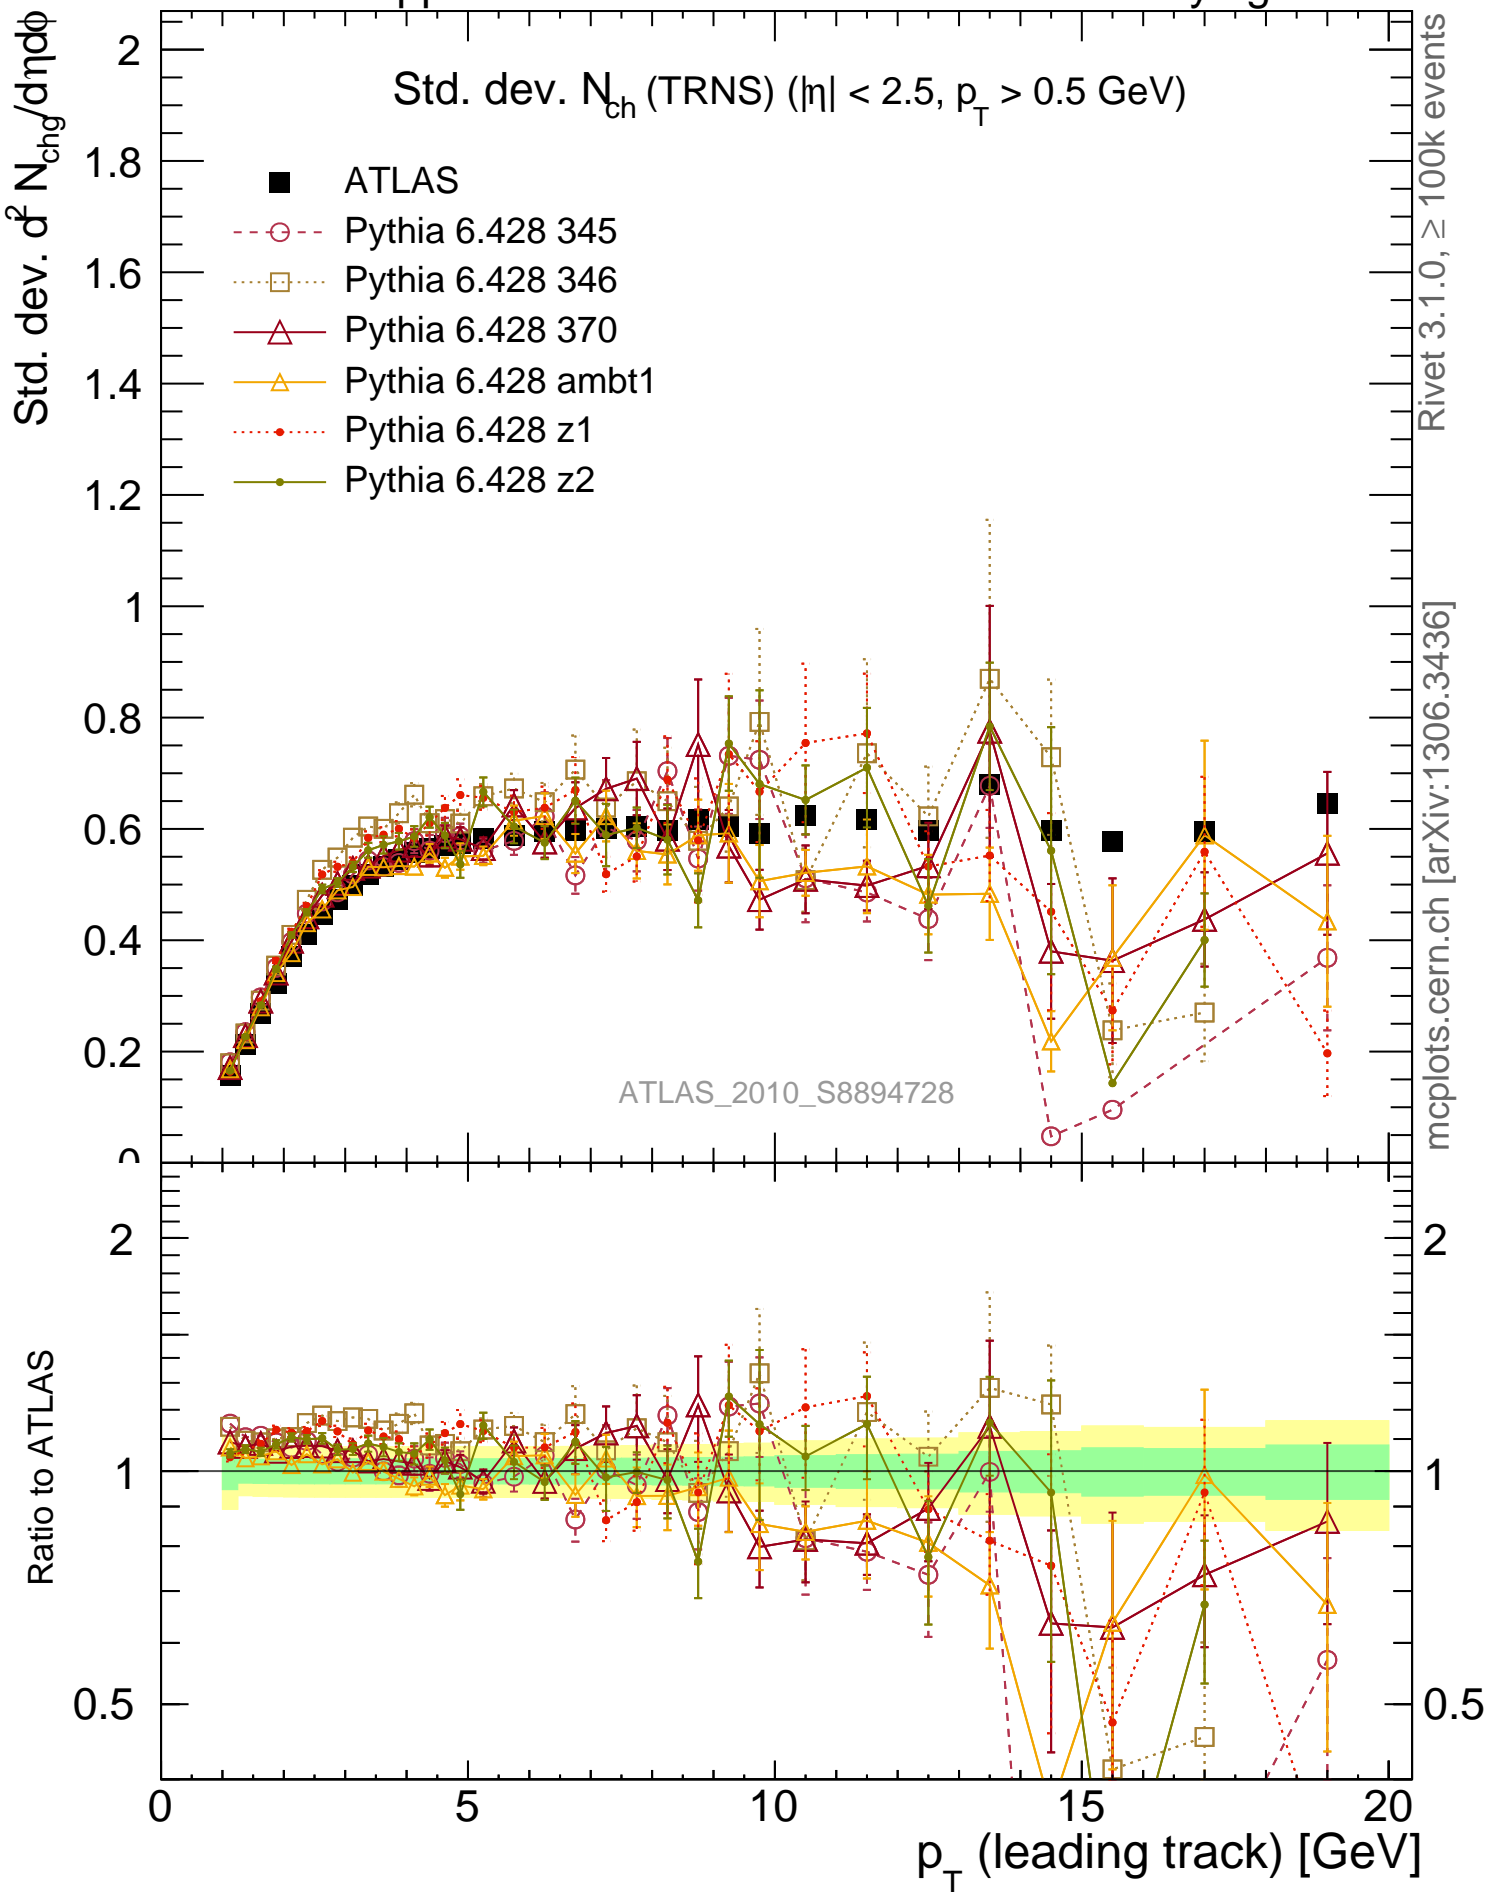 Std. dev. N_ch (TRNS) (|η| < 2.5, p_T > 0.5 GeV)
Std. dev. d² N_chg/dηdϕ
ATLAS
Pythia 6.428 345
Pythia 6.428 346
Pythia 6.428 370
Pythia 6.428 ambt1
Pythia 6.428 z1
Pythia 6.428 z2
2
1.8
1.6
1.4
1.2
1
0.8
0.6
0.4
0.2
0
ATLAS_2010_S8894728
Rivet 3.1.0, ≥ 100k events
mcplots.cern.ch [arXiv:1306.3436]
Ratio to ATLAS
2
1
0.5
2
1
0.5
0 5 10 15 20
p_T (leading track) [GeV]